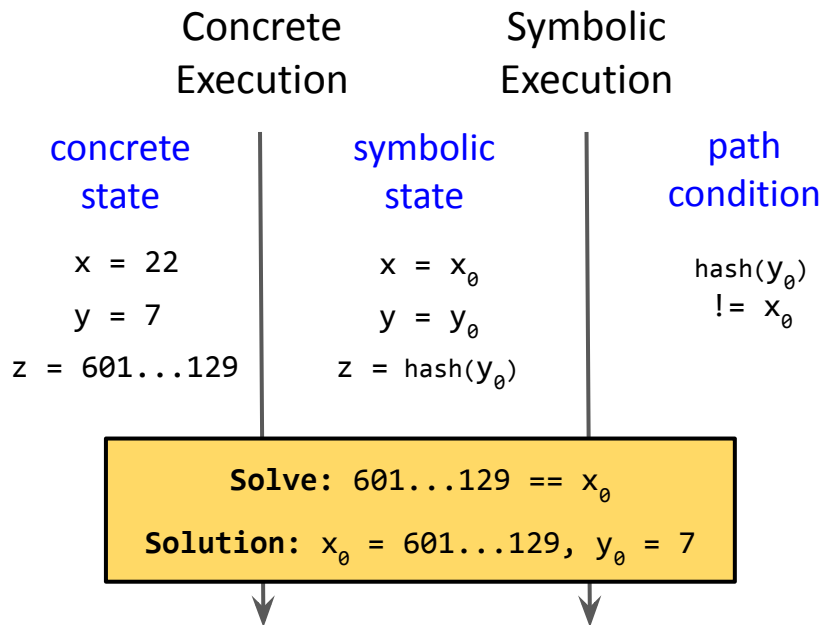 Concrete Execution
Symbolic Execution
concrete state
symbolic state
path condition
x = 22
y = 7
z = 601...129
x = x₀
y = y₀
z = hash(y₀)
hash(y₀)
!= x₀
Solve: 601...129 == x₀
Solution: x₀ = 601...129, y₀ = 7